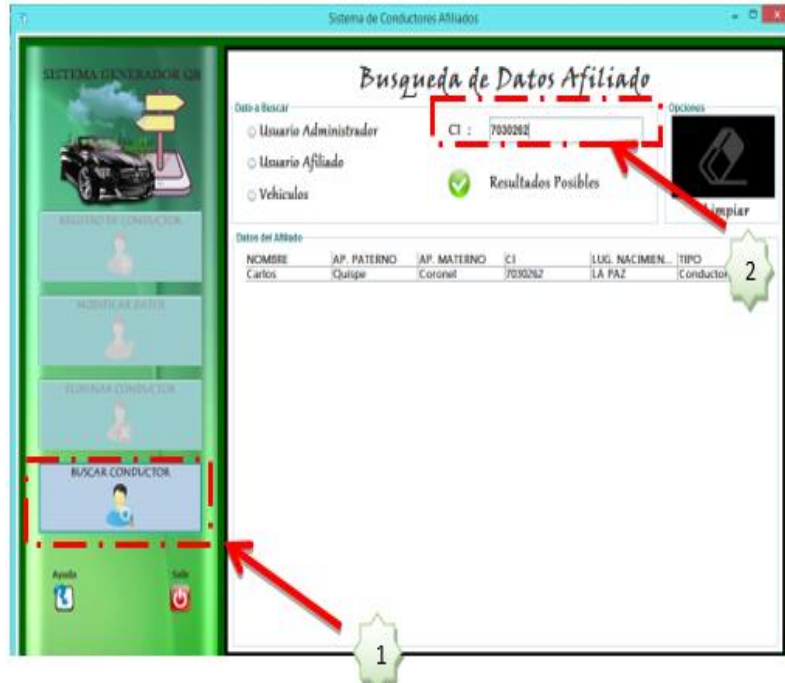 Sistema de Conductores Afiliados
SISTEMA GENERADOR QR
REGISTRO DE CONDUCTOR
MODIFICAR DATOS
ELIMINAR CONDUCTOR
BUSCAR CONDUCTOR
Ayuda
Salir
Busqueda de Datos Afiliado
Dato a Buscar
Usuario Administrador
Usuario Afiliado
Vehiculos
CI :
7030262
Resultados Posibles
Opciones
Limpiar
Datos del Afiliado
NOMBRE AP. PATERNO AP. MATERNO CI LUG. NACIMIEN... TIPO
Carlos Quispe Coronel 7030262 LA PAZ Conductor
2
1